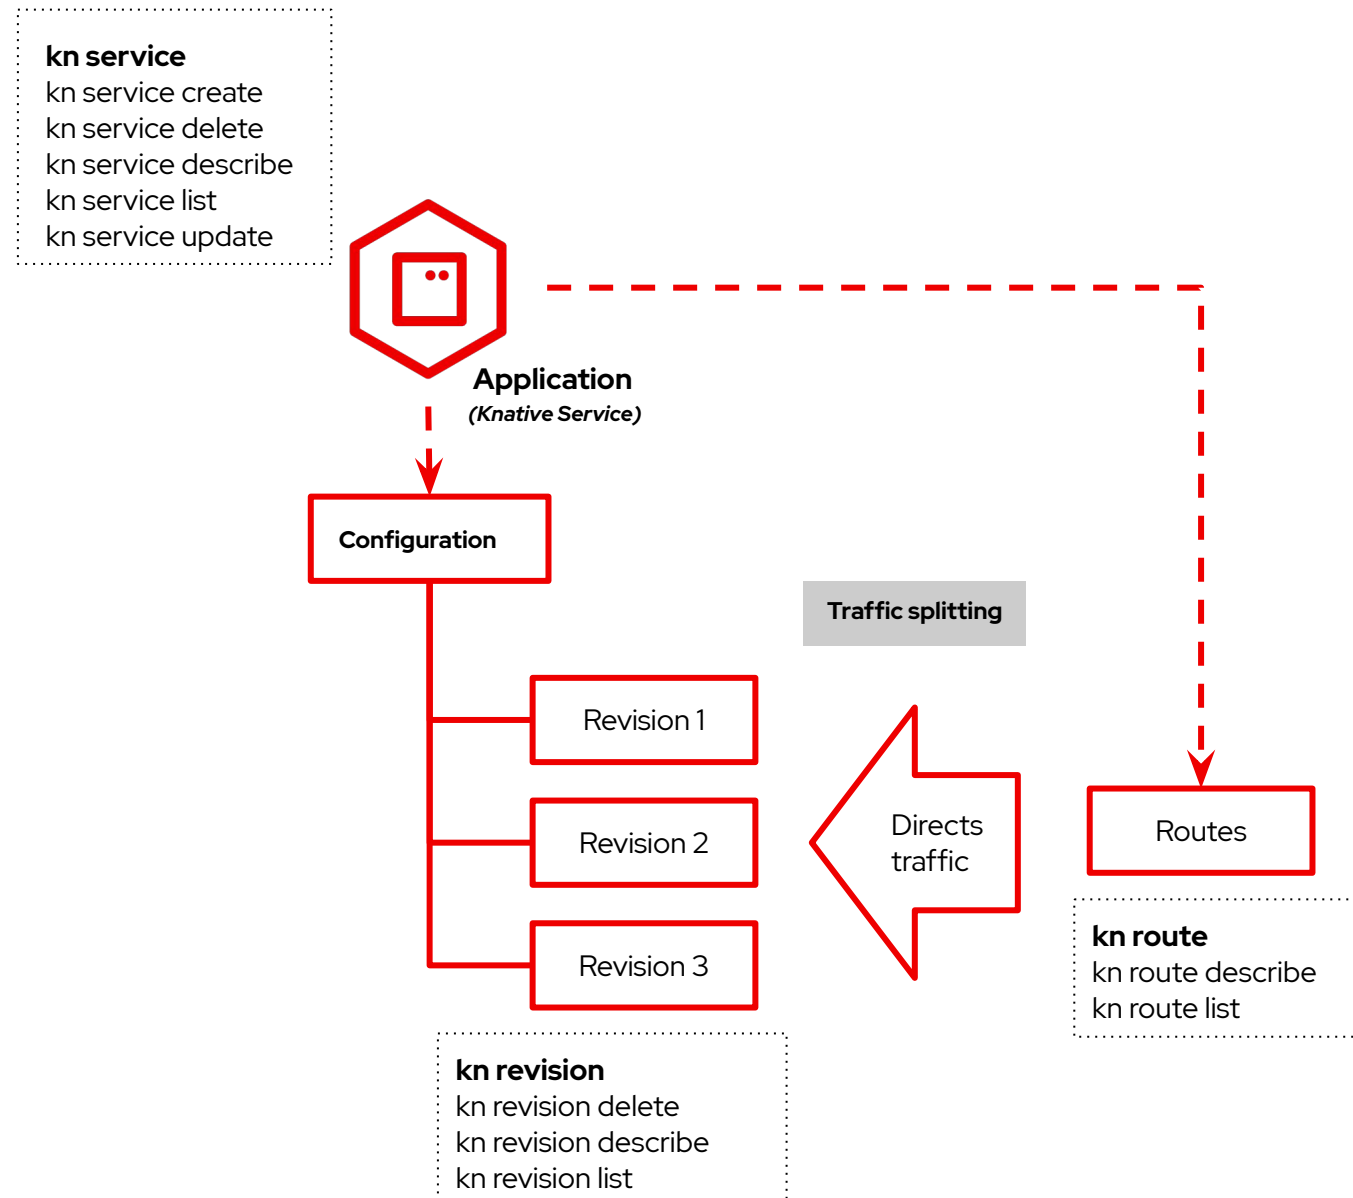 kn service
kn service create
kn service delete
kn service describe
kn service list
kn service update
Application
(Knative Service)
Configuration
Traffic splitting
Revision 1
Revision 2
Revision 3
Directs
traffic
Routes
kn route
kn route describe
kn route list
kn revision
kn revision delete
kn revision describe
kn revision list